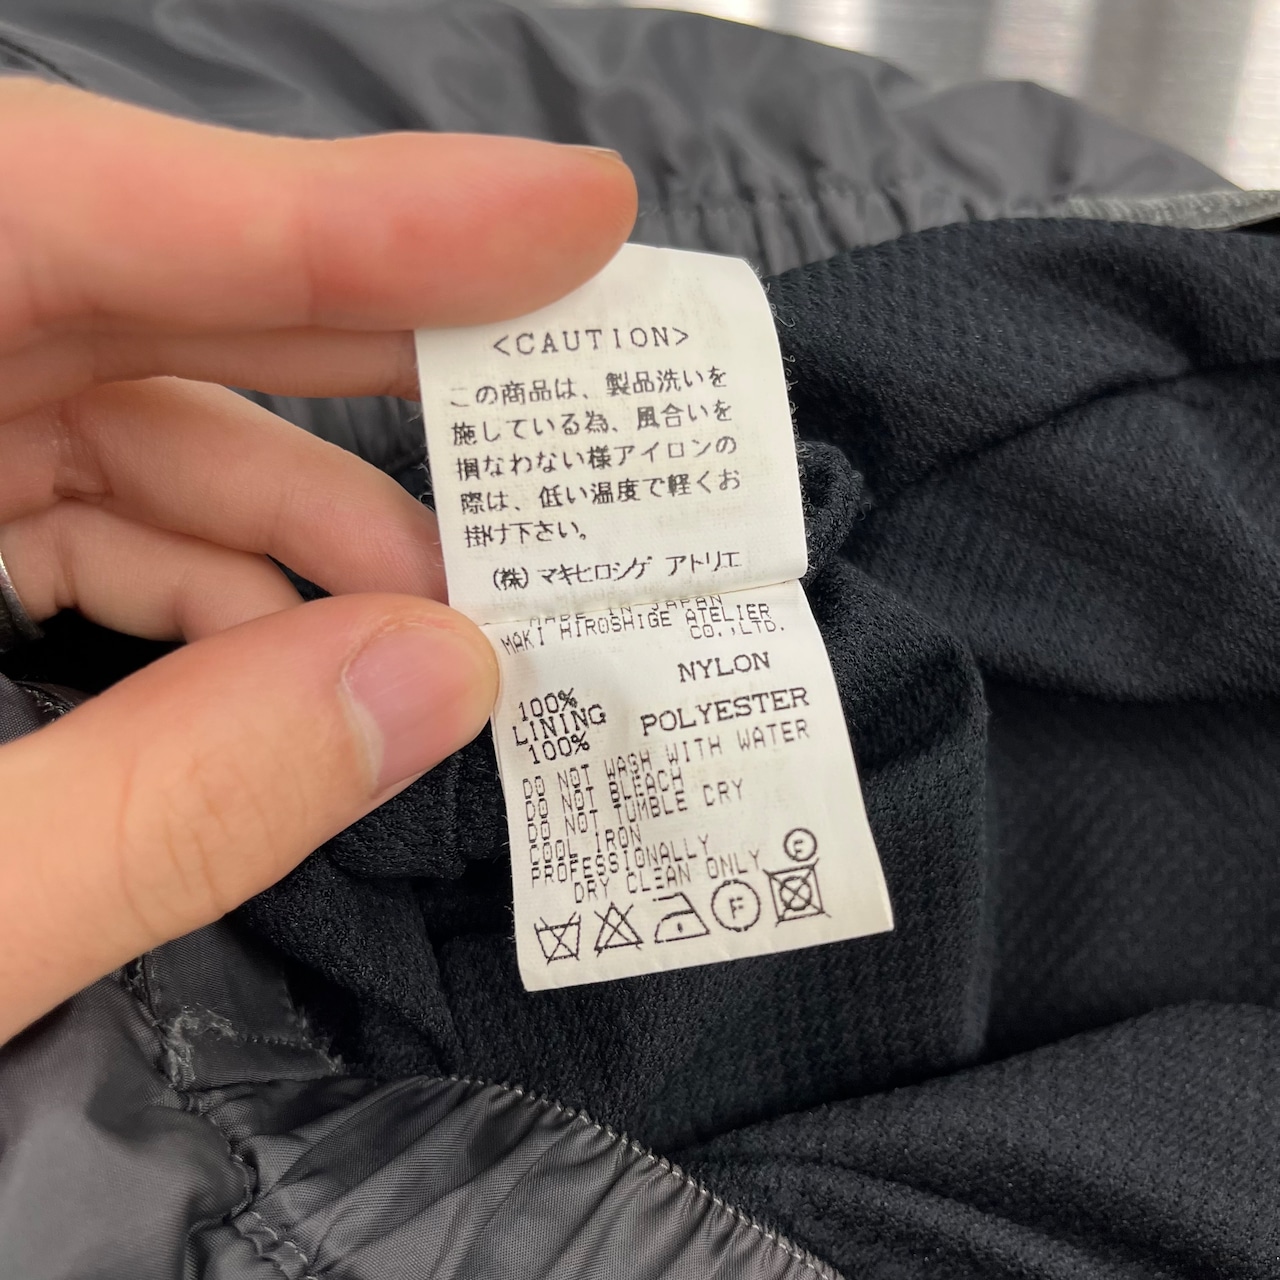 <CAUTION>
この商品は、製品洗いを
施している為、風合いを
損なわない様アイロンの
際は、低い温度で軽くお
掛け下さい。
(株)マキヒロシゲ アトリエ
MADE IN JAPAN
MAKI HIROSHIGE ATELIER
CO.,LTD.
NYLON
100%
LINING POLYESTER
100%
DO NOT WASH WITH WATER
DO NOT BLEACH
DO NOT TUMBLE DRY
COOL IRON
PROFESSIONALLY
DRY CLEAN ONLY
F
F